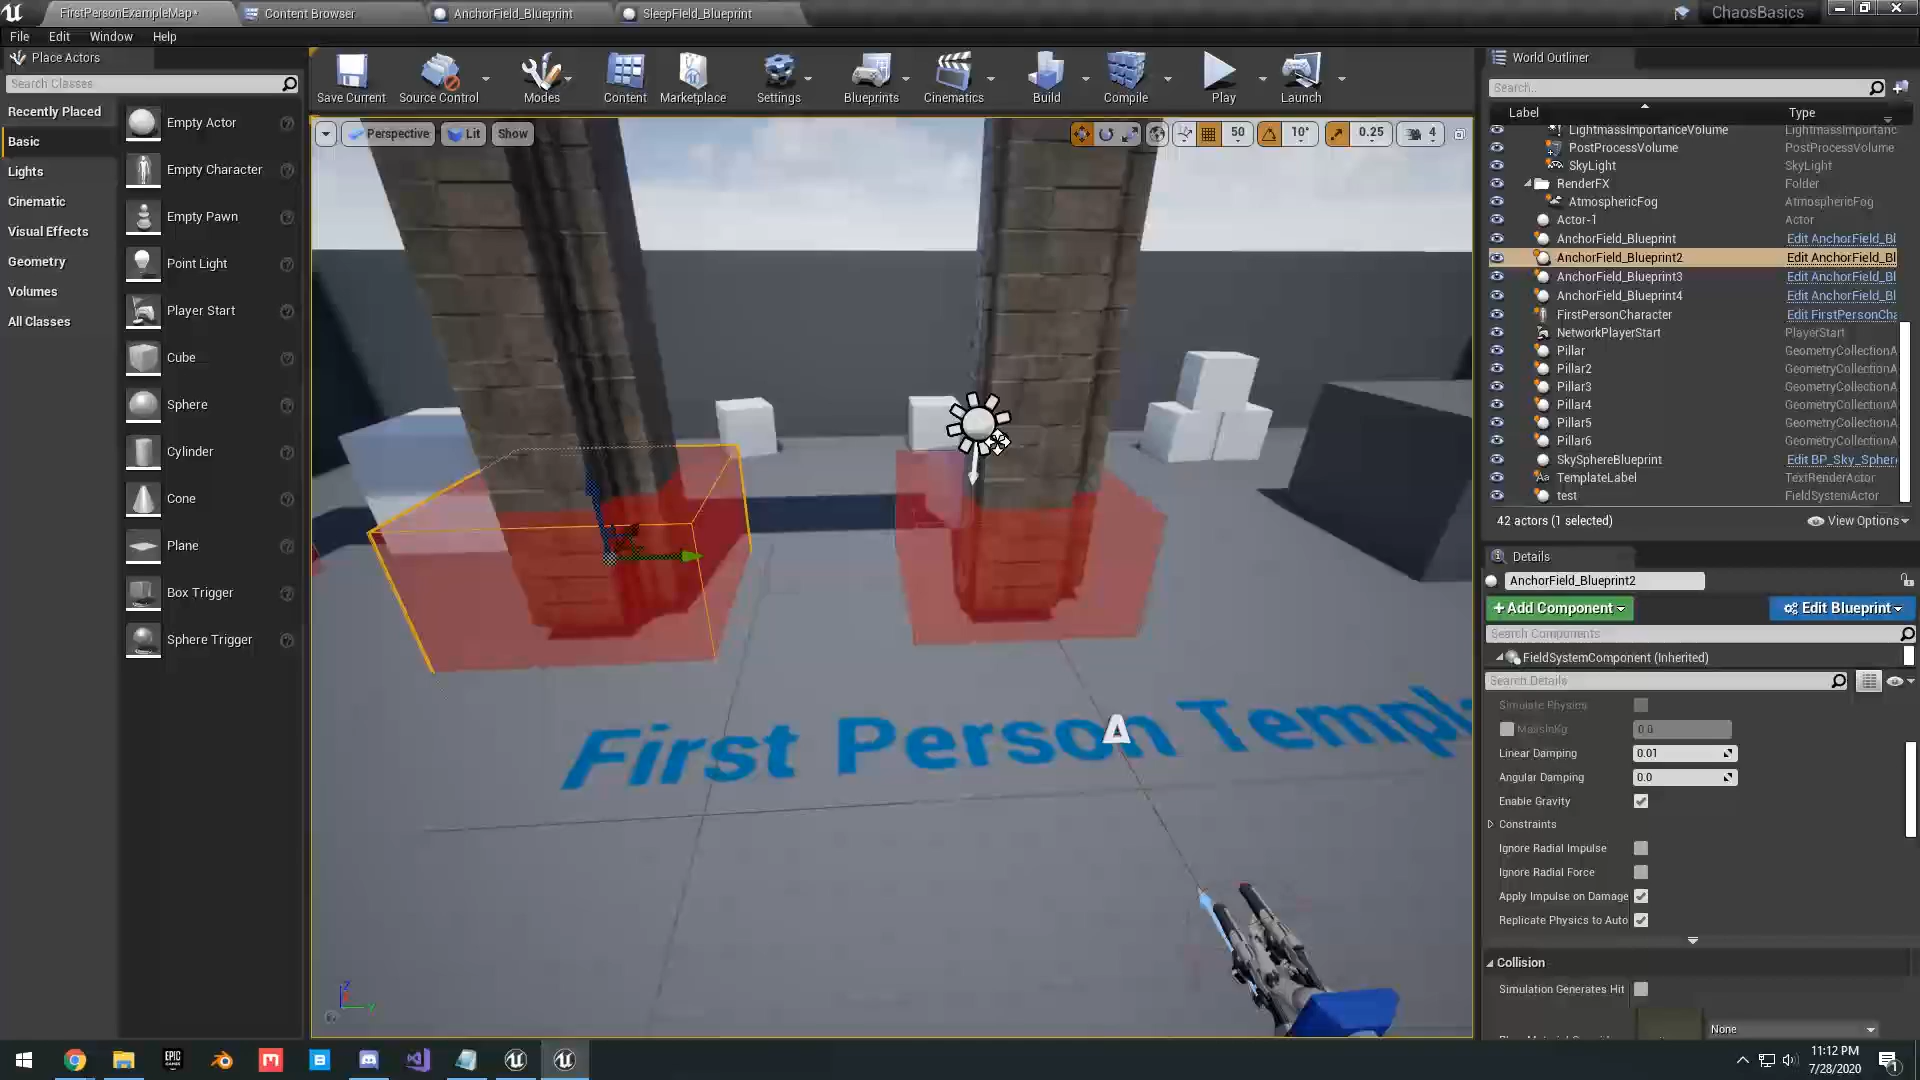 FirstPersonExampleMap*
Content Browser
AnchorField_Blueprint
SleepField_Blueprint
ChaosBasics
File Edit Window Help
Place Actors
Search Classes
Recently Placed
Basic
Lights
Cinematic
Visual Effects
Geometry
Volumes
All Classes
Empty Actor
Empty Character
Empty Pawn
Point Light
Player Start
Cube
Sphere
Cylinder
Cone
Plane
Box Trigger
Sphere Trigger
Save Current
Source Control
Modes
Content
Marketplace
Settings
Blueprints
Cinematics
Build
Compile
Play
Launch
Perspective
Lit
Show
50
10°
0.25
4
First Person Templ
World Outliner
Search...
Label Type
LightmassImportanceVolume LightmassImportanc
PostProcessVolume PostProcessVolume
SkyLight SkyLight
RenderFX Folder
AtmosphericFog AtmosphericFog
Actor-1 Actor
AnchorField_Blueprint Edit AnchorField_Bl
AnchorField_Blueprint2 Edit AnchorField_Bl
AnchorField_Blueprint3 Edit AnchorField_Bl
AnchorField_Blueprint4 Edit AnchorField_Bl
FirstPersonCharacter Edit FirstPersonCha
NetworkPlayerStart PlayerStart
Pillar GeometryCollectionA
Pillar2 GeometryCollectionA
Pillar3 GeometryCollectionA
Pillar4 GeometryCollectionA
Pillar5 GeometryCollectionA
Pillar6 GeometryCollectionA
SkySphereBlueprint Edit BP_Sky_Sphere
TemplateLabel TextRenderActor
test FieldSystemActor
42 actors (1 selected)
View Options
Details
AnchorField_Blueprint2
+Add Component
Edit Blueprint
Search Components
FieldSystemComponent (Inherited)
Search Details
Simulate Physics
MassInKg 0.0
Linear Damping 0.01
Angular Damping 0.0
Enable Gravity
Constraints
Ignore Radial Impulse
Ignore Radial Force
Apply Impulse on Damage
Replicate Physics to Auto
Collision
Simulation Generates Hit
None
EPIC GAMES
11:12 PM
7/28/2020
1